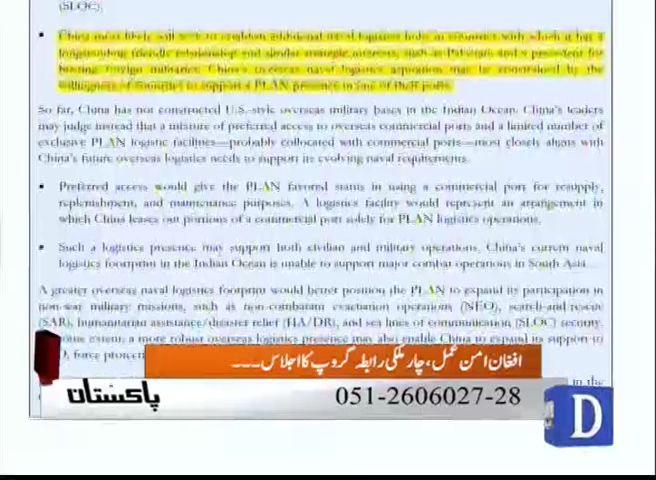 (SLOC).
• China most likely will seek to establish additional naval logistics hubs in countries with which it has a
longstanding friendly relationship and similar strategic interests, such as Pakistan, and a precedent for
hosting foreign militaries. China's overseas naval logistics aspiration may be constrained by the
willingness of countries to support a PLAN presence in one of their ports.
So far, China has not constructed U.S.-style overseas military bases in the Indian Ocean. China's leaders
may judge instead that a mixture of preferred access to overseas commercial ports and a limited number of
exclusive PLAN logistic facilities—probably collocated with commercial ports—most closely aligns with
China's future overseas logistics needs to support its evolving naval requirements.
• Preferred access would give the PLAN favored status in using a commercial port for resupply,
replenishment, and maintenance purposes. A logistics facility would represent an arrangement in
which China leases out portions of a commercial port solely for PLAN logistics operations.
• Such a logistics presence may support both civilian and military operations. China's current naval
logistics footprint in the Indian Ocean is unable to support major combat operations in South Asia.
A greater overseas naval logistics footprint would better position the PLAN to expand its participation in
non-war military missions, such as non-combatant evacuation operations (NEO), search-and-rescue
(SAR), humanitarian assistance/disaster relief (HA/DR), and sea lines of communication (SLOC) security.
extent, a more robust overseas logistics presence may also enable China to expand its support to
force
in the
افغان امن عمل، چار ملکی رابطہ گروپ کا اجلاس ۔۔۔
پاکستان
051-2606027-28
D